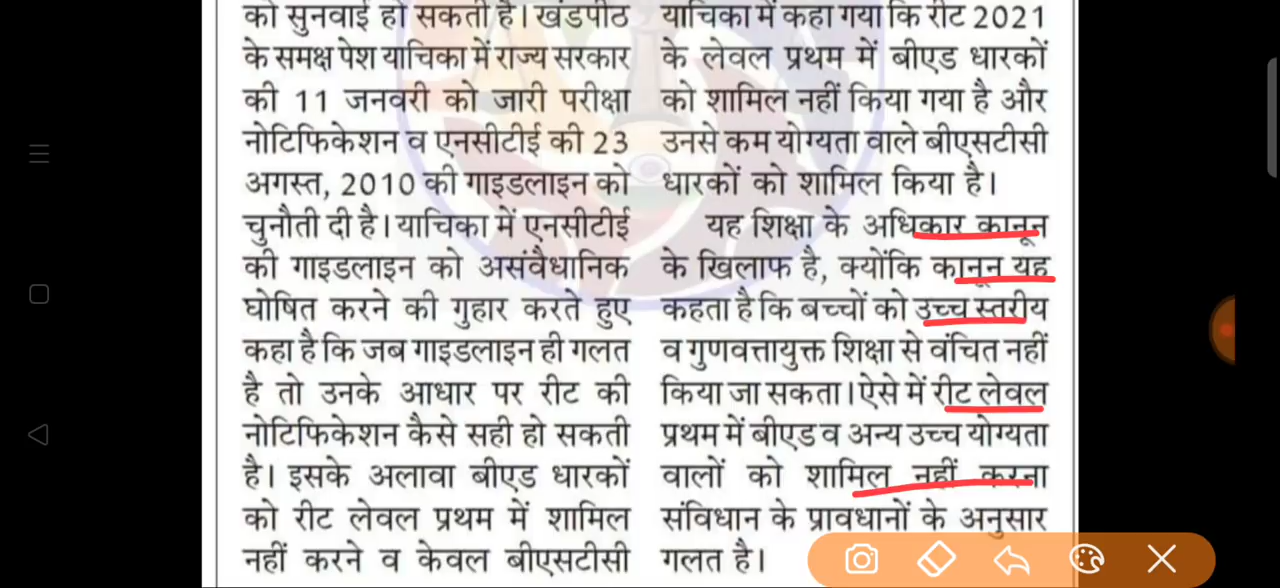 को सुनवाई हो सकती है। खंडपीठ
के समक्ष पेश याचिका में राज्य सरकार
की 11 जनवरी को जारी परीक्षा
नोटिफिकेशन व एनसीटीई की 23
अगस्त, 2010 की गाइडलाइन को
चुनौती दी है। याचिका में एनसीटीई
की गाइडलाइन को असंवैधानिक
घोषित करने की गुहार करते हुए
कहा है कि जब गाइडलाइन ही गलत
है तो उनके आधार पर रीट की
नोटिफिकेशन कैसे सही हो सकती
है। इसके अलावा बीएड धारकों
को रीट लेवल प्रथम में शामिल
नहीं करने व केवल बीएसटीसी
याचिका में कहा गया कि रीट 2021
के लेवल प्रथम में बीएड धारकों
को शामिल नहीं किया गया है और
उनसे कम योग्यता वाले बीएसटीसी
धारकों को शामिल किया है।
यह शिक्षा के अधिकार कानून
के खिलाफ है, क्योंकि कानून यह
कहता है कि बच्चों को उच्च स्तरीय
व गुणवत्तायुक्त शिक्षा से वंचित नहीं
किया जा सकता। ऐसे में रीट लेवल
प्रथम में बीएड व अन्य उच्च योग्यता
वालों को शामिल नहीं करना
संविधान के प्रावधानों के अनुसार
गलत है।